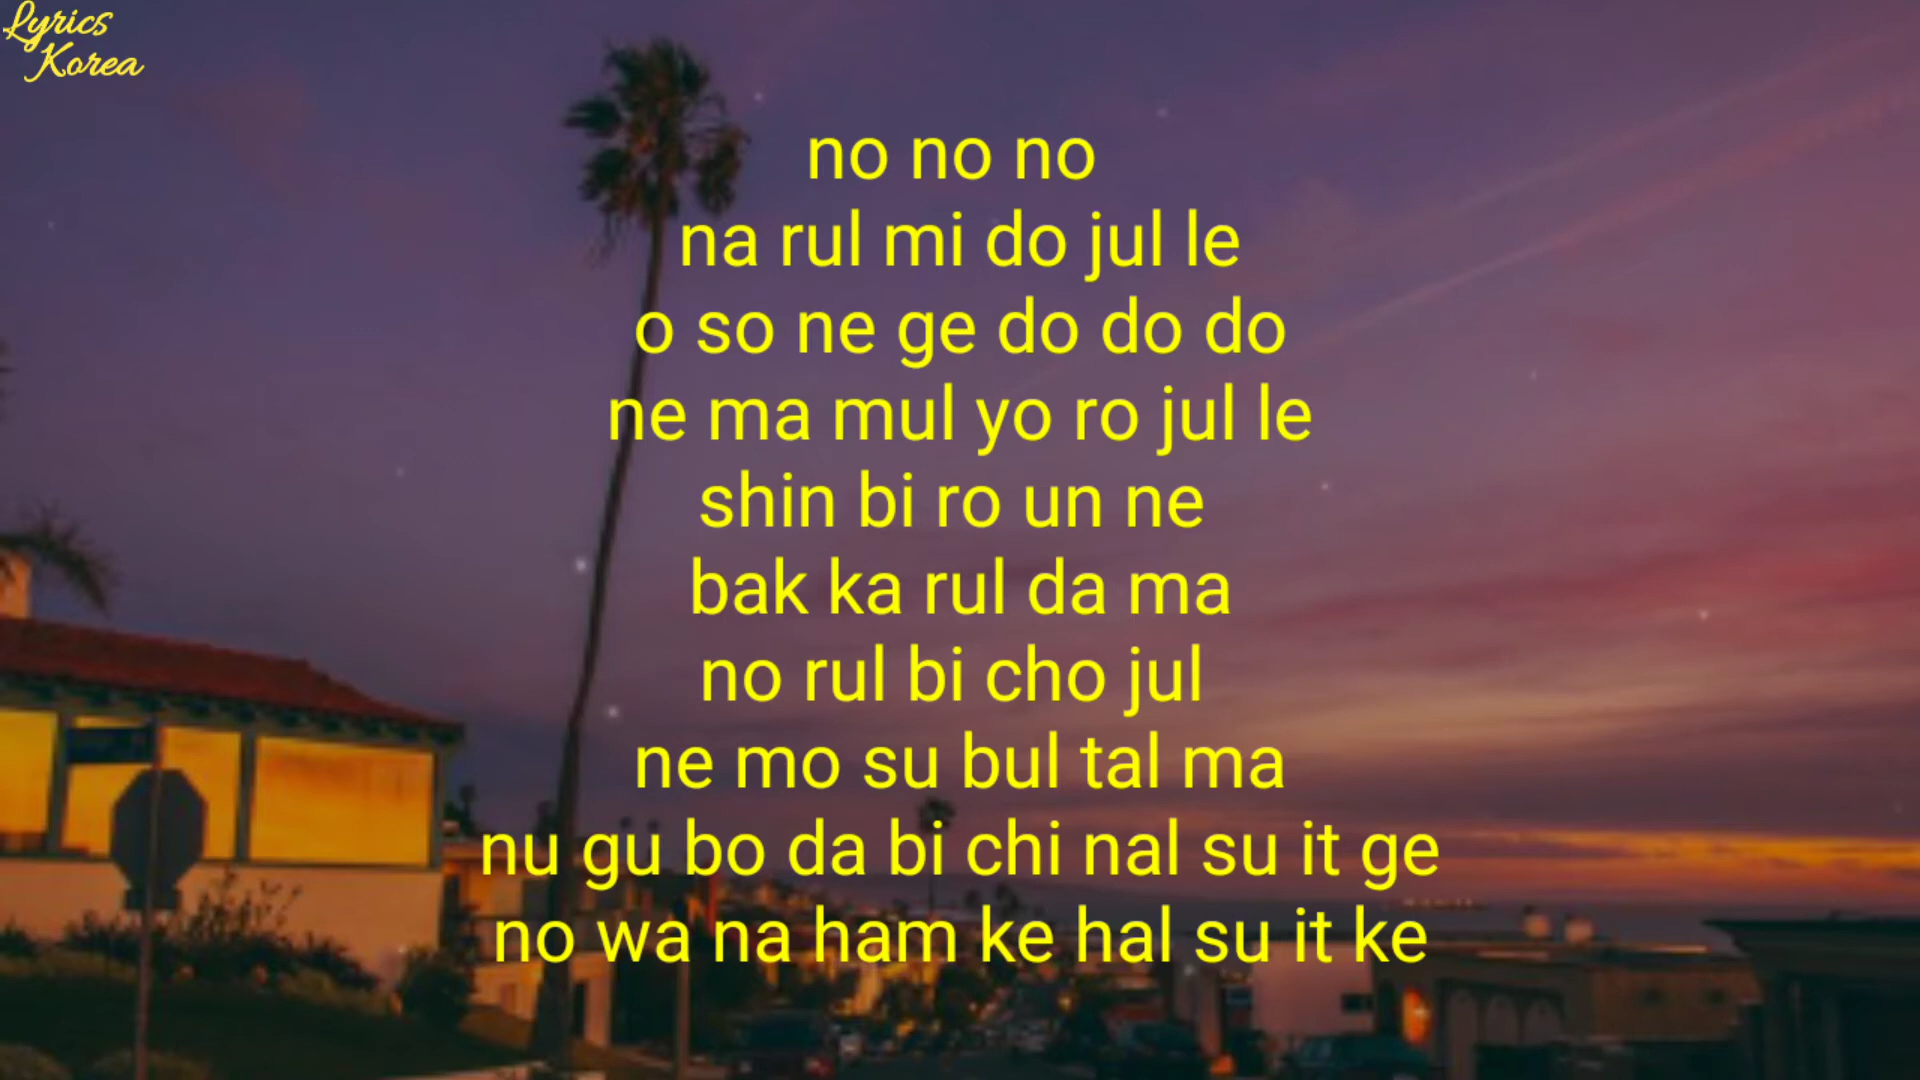 Lyrics
Korea
no no no
na rul mi do jul le
o so ne ge do do do
ne ma mul yo ro jul le
shin bi ro un ne
bak ka rul da ma
no rul bi cho jul
ne mo su bul tal ma
nu gu bo da bi chi nal su it ge
no wa na ham ke hal su it ke